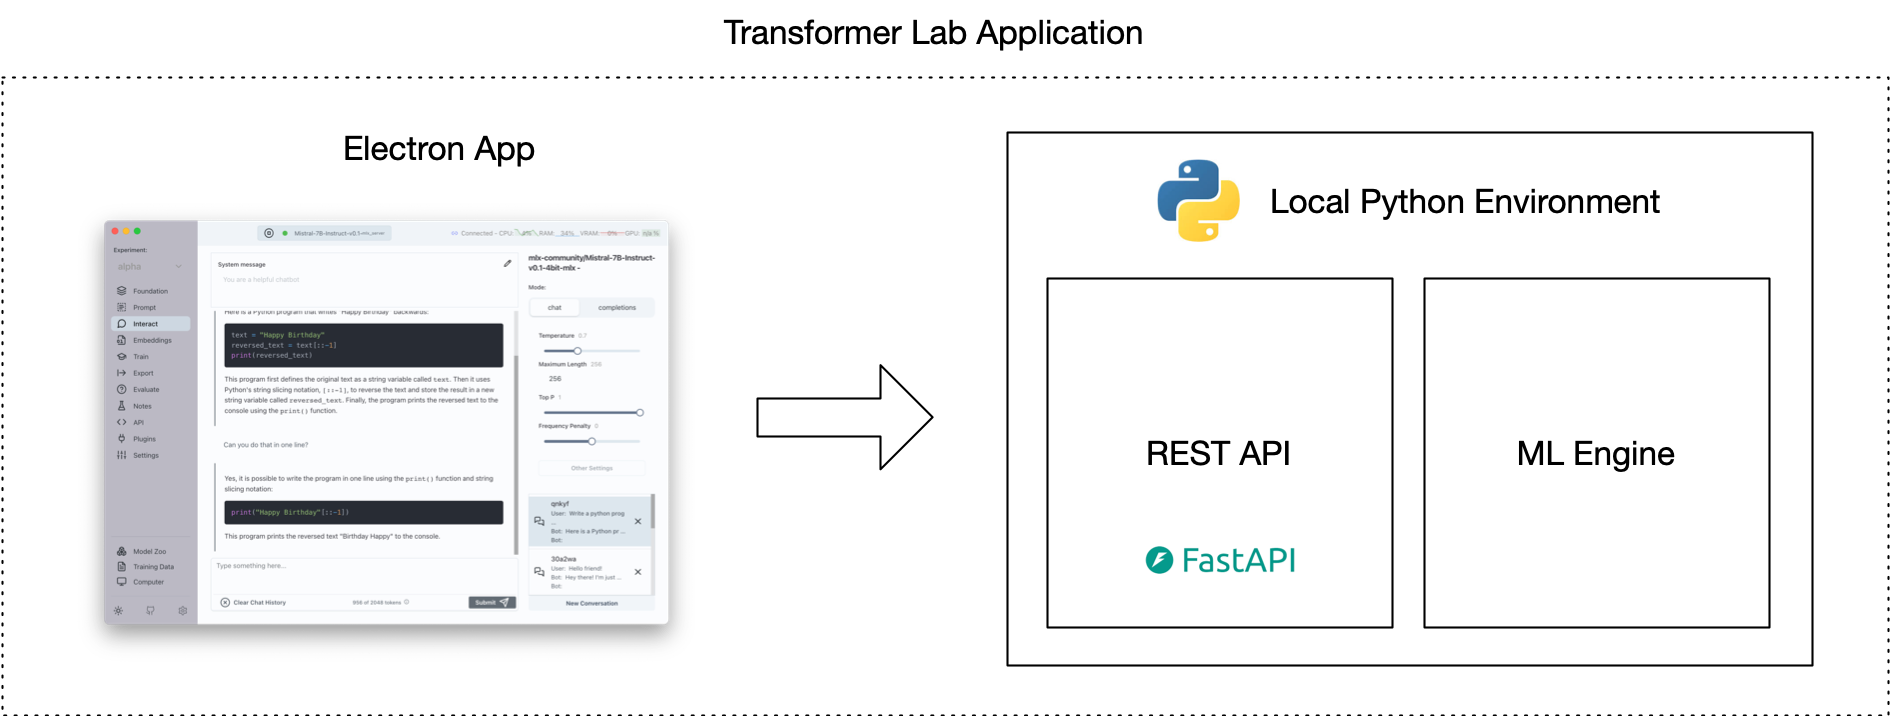 Transformer Lab Application
Electron App
Experiment:
alpha
Foundation
Prompt
Interact
Embeddings
Train
Export
Evaluate
Notes
API
Plugins
Settings
Model Zoo
Training Data
Computer
Mistral-7B-Instruct-v0.1-mlx_server
Connected - CPU: RAM: 34% VRAM: 0% GPU: n/a %
System message
You are a helpful chatbot
Here is a Python program that writes "Happy Birthday" backwards:
text = "Happy Birthday"
reversed_text = text[::-1]
print(reversed_text)
This program first defines the original text as a string variable called text. Then it uses
Python's string slicing notation, [::-1], to reverse the text and store the result in a new
string variable called reversed_text. Finally, the program prints the reversed text to the
console using the print() function.
Can you do that in one line?
Yes, it is possible to write the program in one line using the print() function and string
slicing notation:
print("Happy Birthday"[::-1])
This program prints the reversed text "Birthday Happy" to the console.
Type something here...
Clear Chat History
956 of 2048 tokens
Submit
mlx-community/Mistral-7B-Instruct-
v0.1-4bit-mlx -
Mode:
chat
completions
Temperature 0.7
Maximum Length 256
256
Top P 1
Frequency Penalty 0
Other Settings
qnkyf
User: Write a python prog
...
Bot: Here is a Python pr ...
Bot:
30a2wa
User: Hello friend!
Bot: Hey there! I'm just ...
Bot:
New Conversation
Local Python Environment
REST API
FastAPI
ML Engine